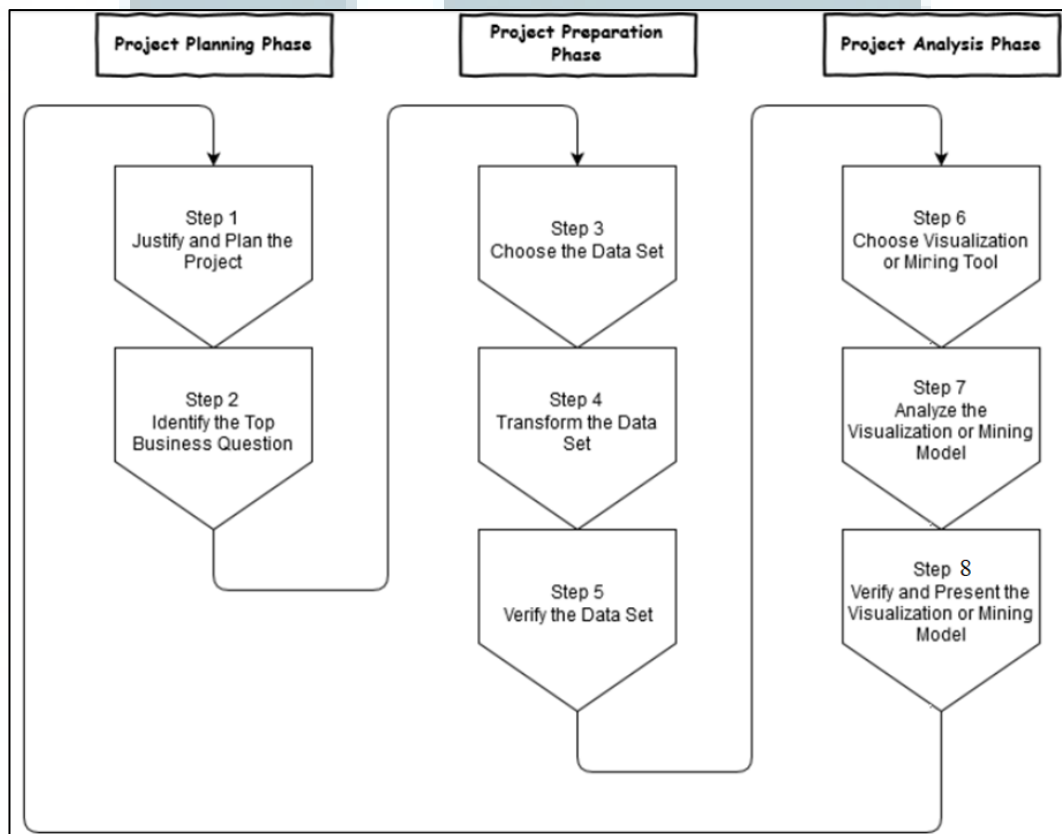 Project Planning Phase
Step 1
Justify and Plan the
Project
Step 2
Identify the Top
Business Question
Project Preparation
Phase
Step 3
Choose the Data Set
Step 4
Transform the Data
Set
Step 5
Verify the Data Set
Project Analysis Phase
Step 6
Choose Visualization
or Mining Tool
Step 7
Analyze the
Visualization or Mining
Model
Step 8
Verify and Present the
Visualization or Mining
Model